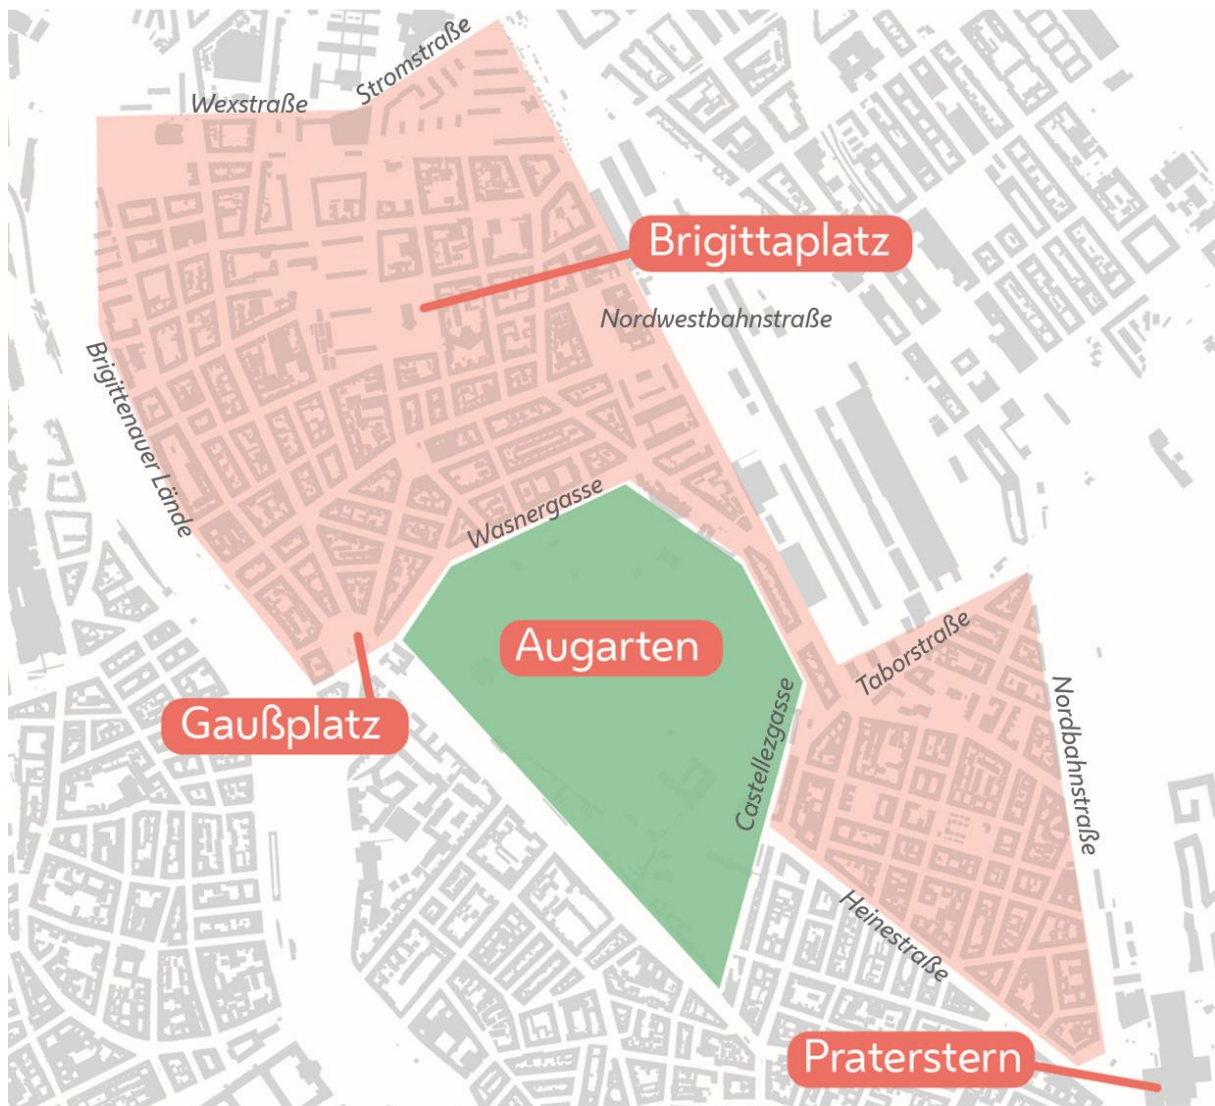 Stromstraße
Wexstraße
Brigittaplatz
Nordwestbahnstraße
Brigittenauer Lände
Wasnergasse
Augarten
Taborstraße
Gaußplatz
Castellezgasse
Nordbahnstraße
Heinestraße
Praterstern